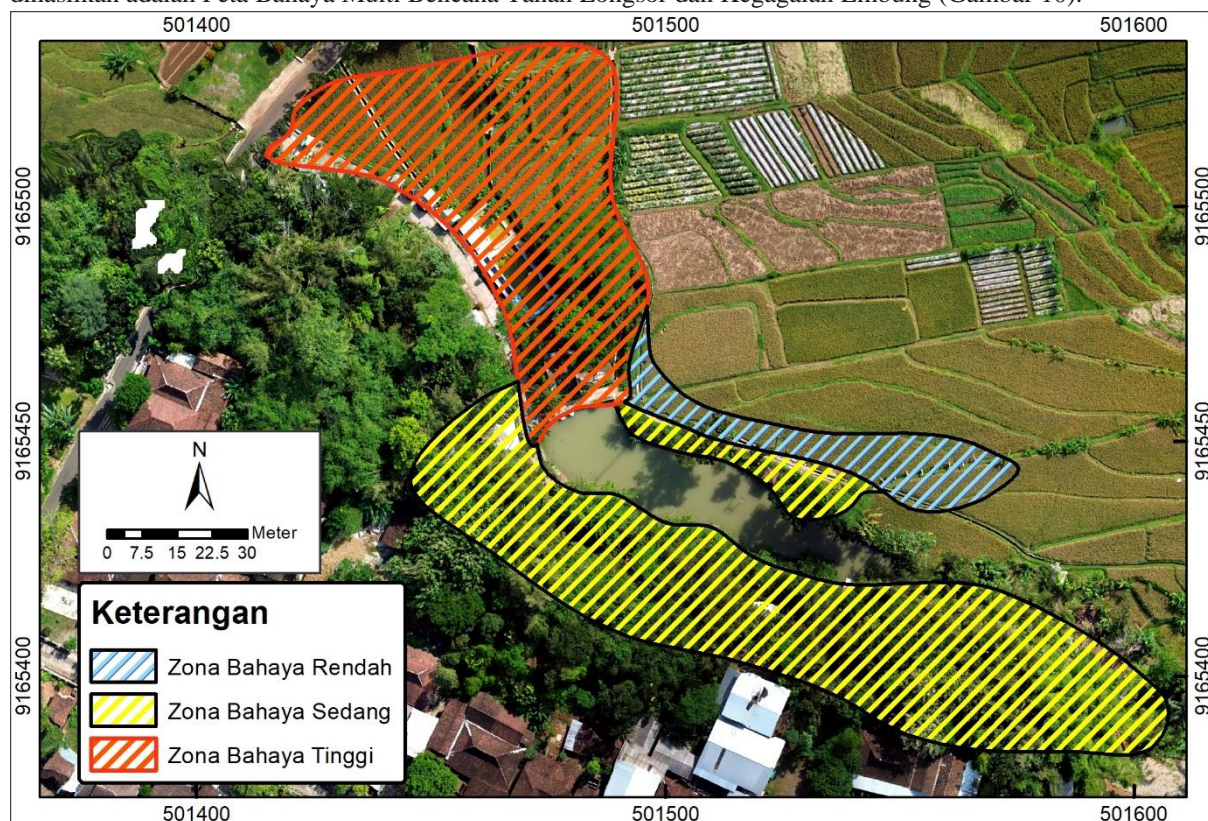 dihasilkan adalah Peta Bahaya Multi Bencana Tanah Longsor dan Kegagalan Embung (Gambar 10).
501400 501500 501600
9165500 9165500
9165450 9165450
9165400 9165400
N
Meter
0 7.5 15 22.5 30
Keterangan
Zona Bahaya Rendah
Zona Bahaya Sedang
Zona Bahaya Tinggi
501400 501500 501600